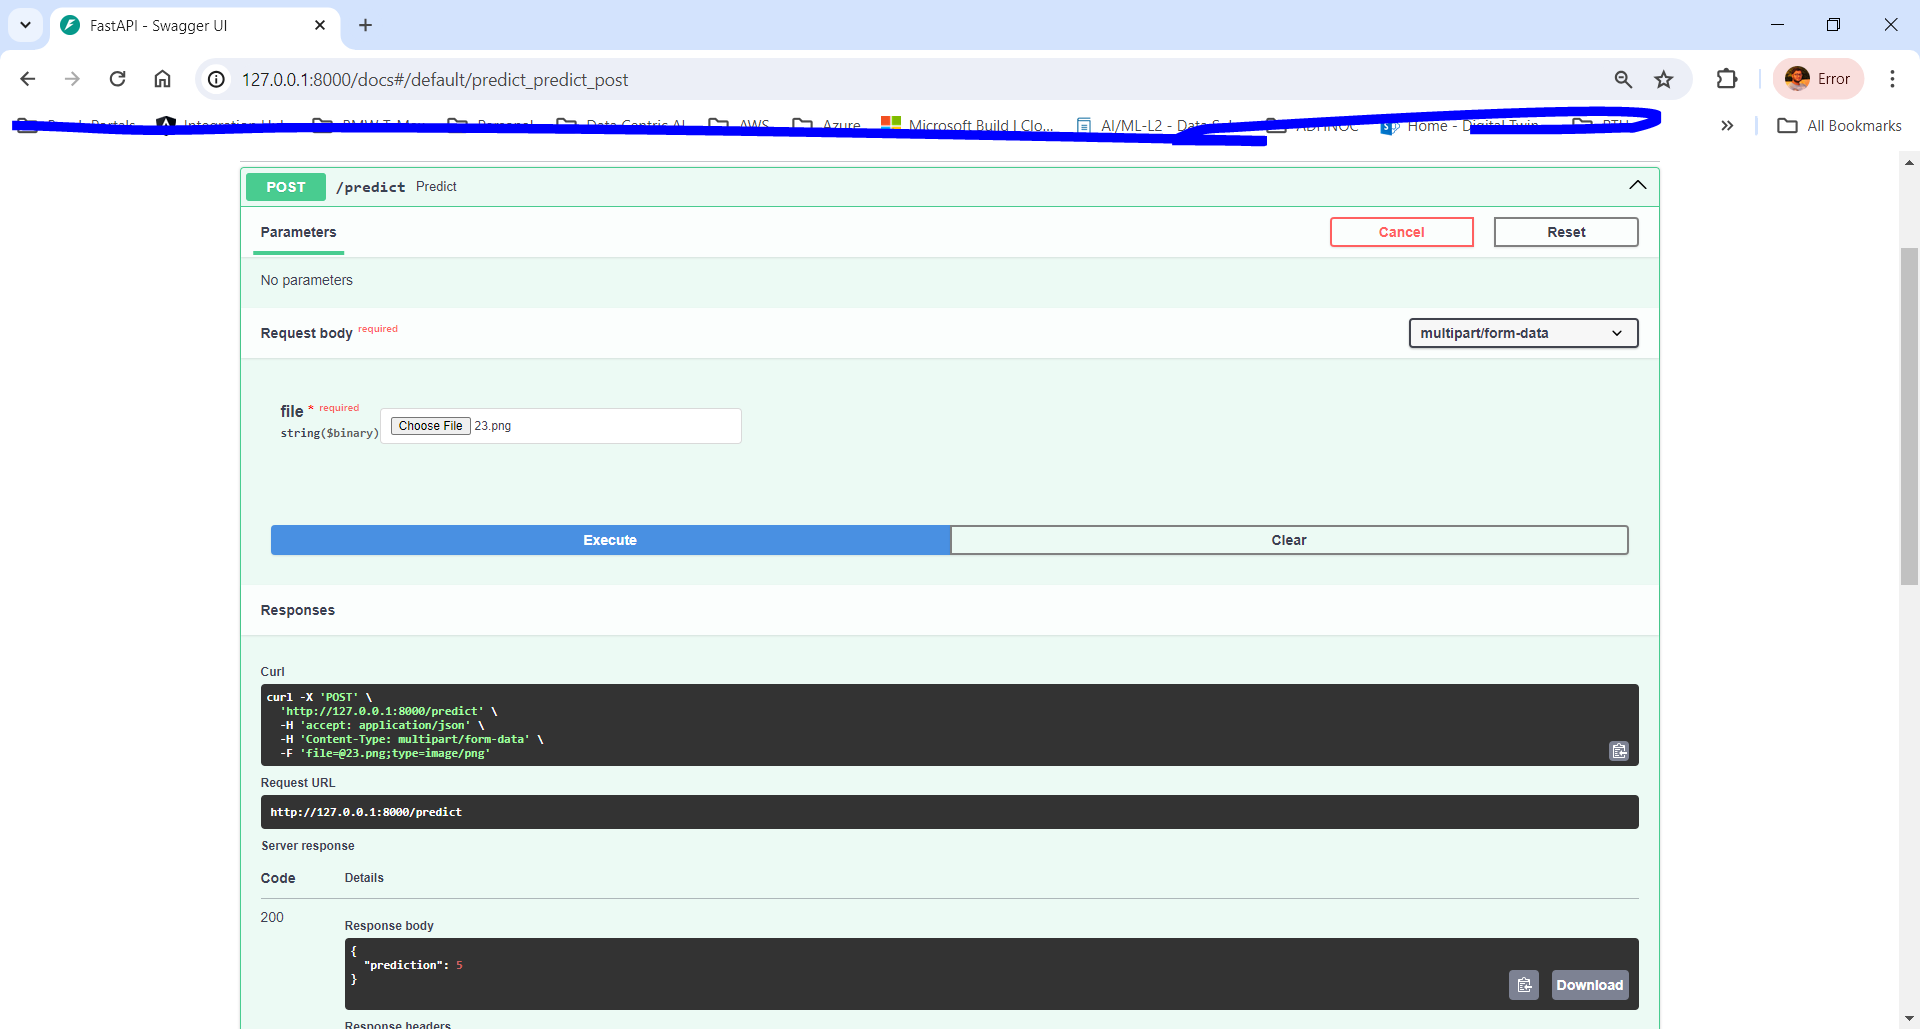 FastAPI - Swagger UI
127.0.0.1:8000/docs#/default/predict_predict_post
Error
AWS Azure Microsoft Build | Clo... AI/ML-L2 - Data Home - Digital Twin All Bookmarks
POST /predict Predict
Parameters
Cancel Reset
No parameters
Request body required
multipart/form-data
file * required
string($binary)
Choose File 23.png
Execute Clear
Responses
Curl
curl -X 'POST' \
'http://127.0.0.1:8000/predict' \
-H 'accept: application/json' \
-H 'Content-Type: multipart/form-data' \
-F 'file=@23.png;type=image/png'
Request URL
http://127.0.0.1:8000/predict
Server response
Code Details
200
Response body
{
"prediction": 5
}
Download
Response headers